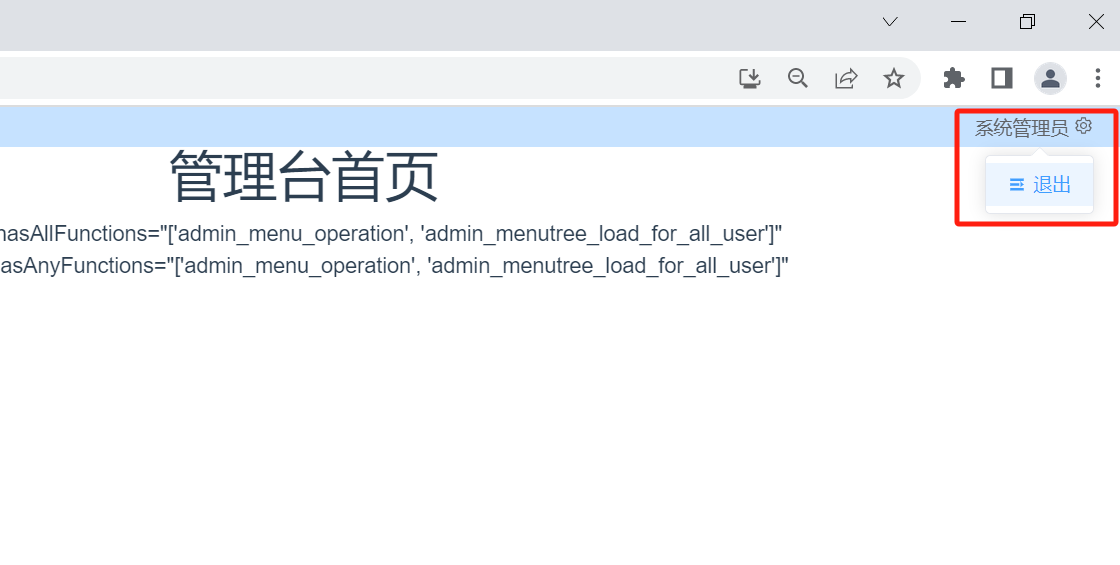 系统管理员
退出
管理台首页
hasAllFunctions="['admin_menu_operation', 'admin_menutree_load_for_all_user']"
asAnyFunctions="['admin_menu_operation', 'admin_menutree_load_for_all_user']"